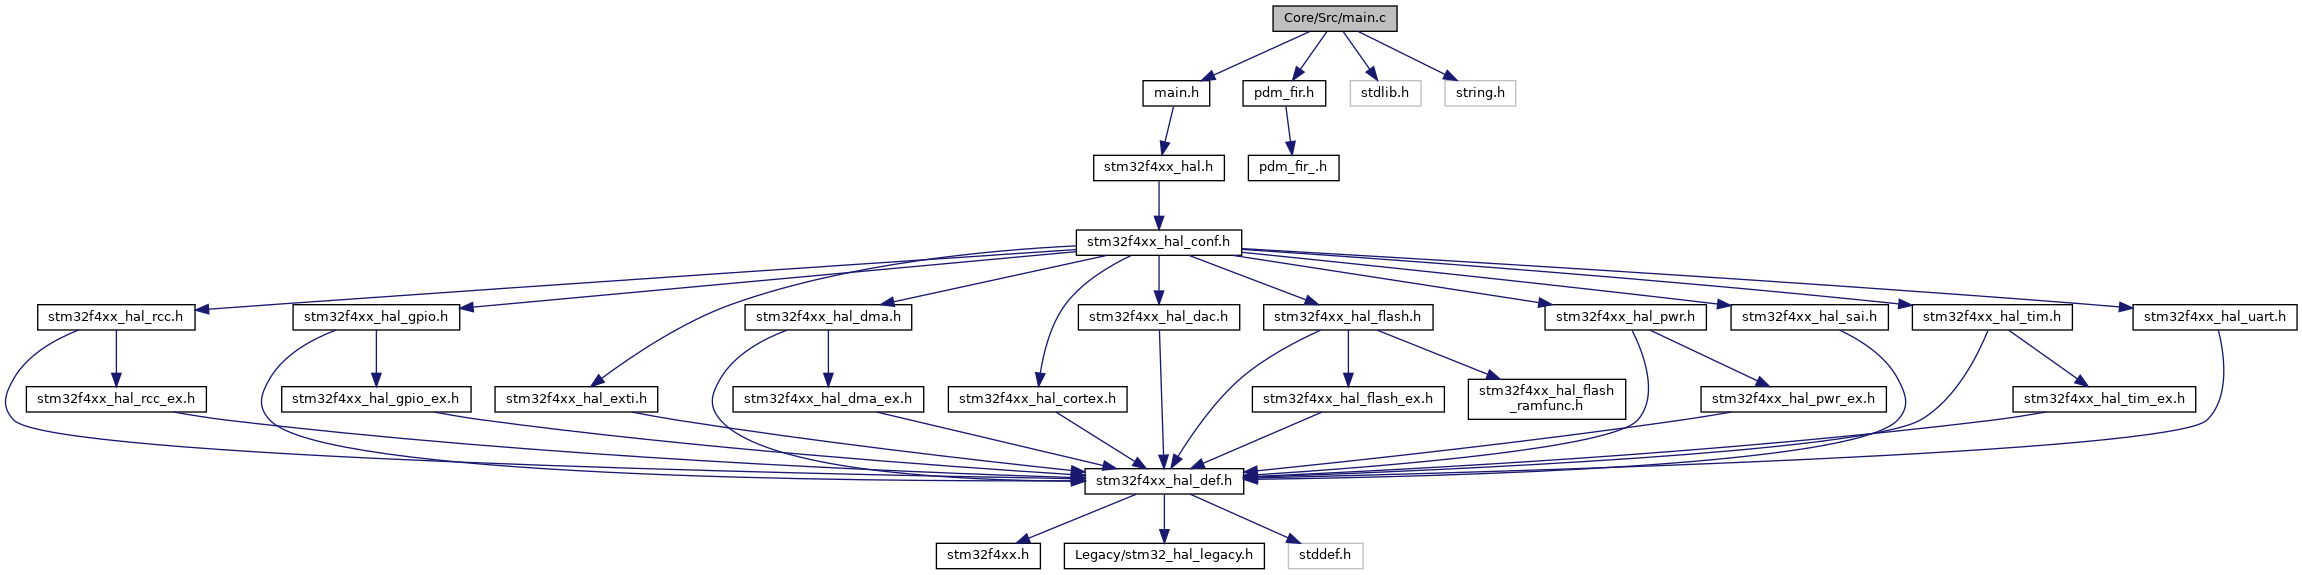 Core/Src/main.c
main.h
pdm_fir.h
stdlib.h
string.h
stm32f4xx_hal.h
pdm_fir_.h
stm32f4xx_hal_conf.h
stm32f4xx_hal_rcc.h
stm32f4xx_hal_gpio.h
stm32f4xx_hal_dma.h
stm32f4xx_hal_dac.h
stm32f4xx_hal_flash.h
stm32f4xx_hal_pwr.h
stm32f4xx_hal_sai.h
stm32f4xx_hal_tim.h
stm32f4xx_hal_uart.h
stm32f4xx_hal_rcc_ex.h
stm32f4xx_hal_gpio_ex.h
stm32f4xx_hal_exti.h
stm32f4xx_hal_dma_ex.h
stm32f4xx_hal_cortex.h
stm32f4xx_hal_flash_ex.h
stm32f4xx_hal_flash
_ramfunc.h
stm32f4xx_hal_pwr_ex.h
stm32f4xx_hal_tim_ex.h
stm32f4xx_hal_def.h
stm32f4xx.h
Legacy/stm32_hal_legacy.h
stddef.h